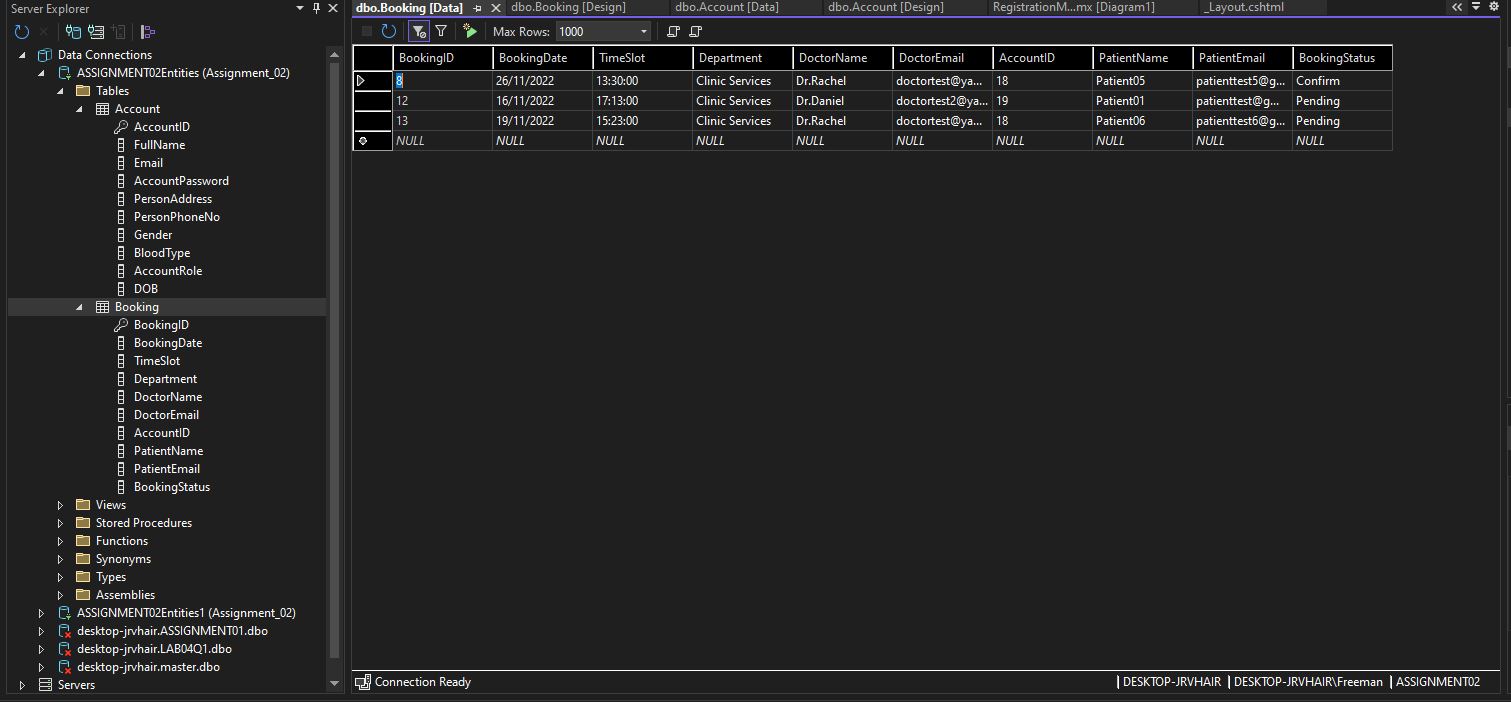 Server Explorer
Data Connections
ASSIGNMENT02Entities (Assignment_02)
Tables
Account
AccountID
FullName
Email
AccountPassword
PersonAddress
PersonPhoneNo
Gender
BloodType
AccountRole
DOB
Booking
BookingID
BookingDate
TimeSlot
Department
DoctorName
DoctorEmail
AccountID
PatientName
PatientEmail
BookingStatus
Views
Stored Procedures
Functions
Synonyms
Types
Assemblies
ASSIGNMENT02Entities1 (Assignment_02)
desktop-jrvhair.ASSIGNMENT01.dbo
desktop-jrvhair.LAB04Q1.dbo
desktop-jrvhair.master.dbo
Servers
dbo.Booking [Data] dbo.Booking [Design] dbo.Account [Data] dbo.Account [Design] RegistrationM...mx [Diagram1] _Layout.cshtml
Max Rows: 1000
BookingID BookingDate TimeSlot Department DoctorName DoctorEmail AccountID PatientName PatientEmail BookingStatus
8 26/11/2022 13:30:00 Clinic Services Dr.Rachel doctortest@ya... 18 Patient05 patienttest5@g... Confirm
12 16/11/2022 17:13:00 Clinic Services Dr.Daniel doctortest2@ya... 19 Patient01 patienttest@g... Pending
13 19/11/2022 15:23:00 Clinic Services Dr.Rachel doctortest@ya... 18 Patient06 patienttest6@g... Pending
NULL NULL NULL NULL NULL NULL NULL NULL NULL NULL
Connection Ready DESKTOP-JRVHAIR DESKTOP-JRVHAIR\Freeman ASSIGNMENT02